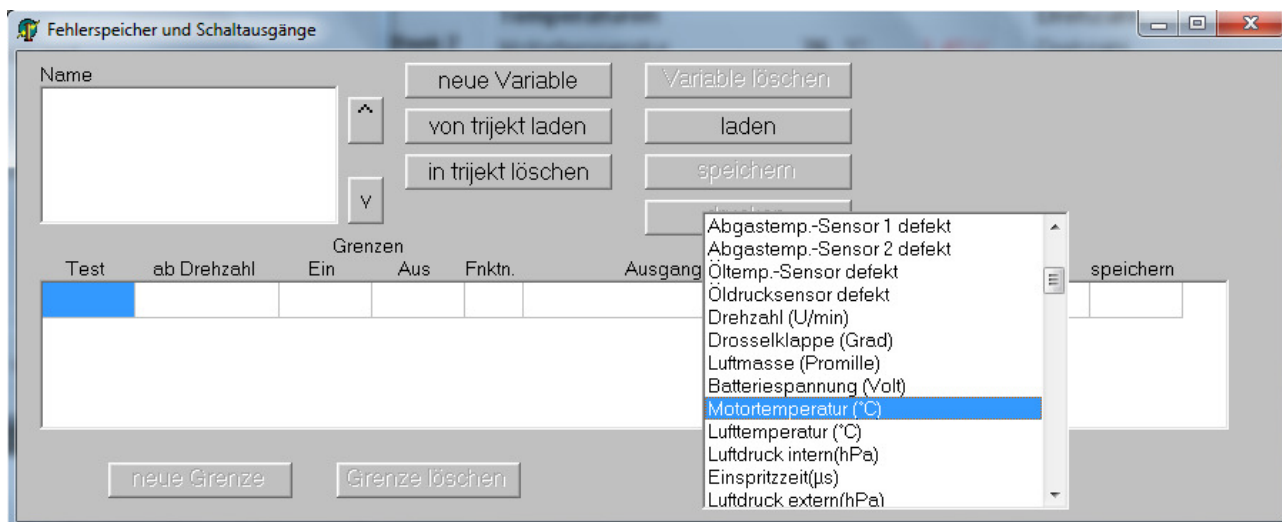 Fehlerspeicher und Schaltausgänge
Name
^
v
neue Variable
Variable löschen
von trijekt laden
laden
in trijekt löschen
speichern
Grenzen
Test ab Drehzahl Ein Aus Fnktn. Ausgang speichern
Abgastemp.-Sensor 1 defekt
Abgastemp.-Sensor 2 defekt
Öltemp.-Sensor defekt
Öldrucksensor defekt
Drehzahl (U/min)
Drosselklappe (Grad)
Luftmasse (Promille)
Batteriespannung (Volt)
Motortemperatur (°C)
Lufttemperatur (°C)
Luftdruck intern(hPa)
Einspritzzeit(µs)
Luftdruck extern(hPa)
neue Grenze
Grenze löschen